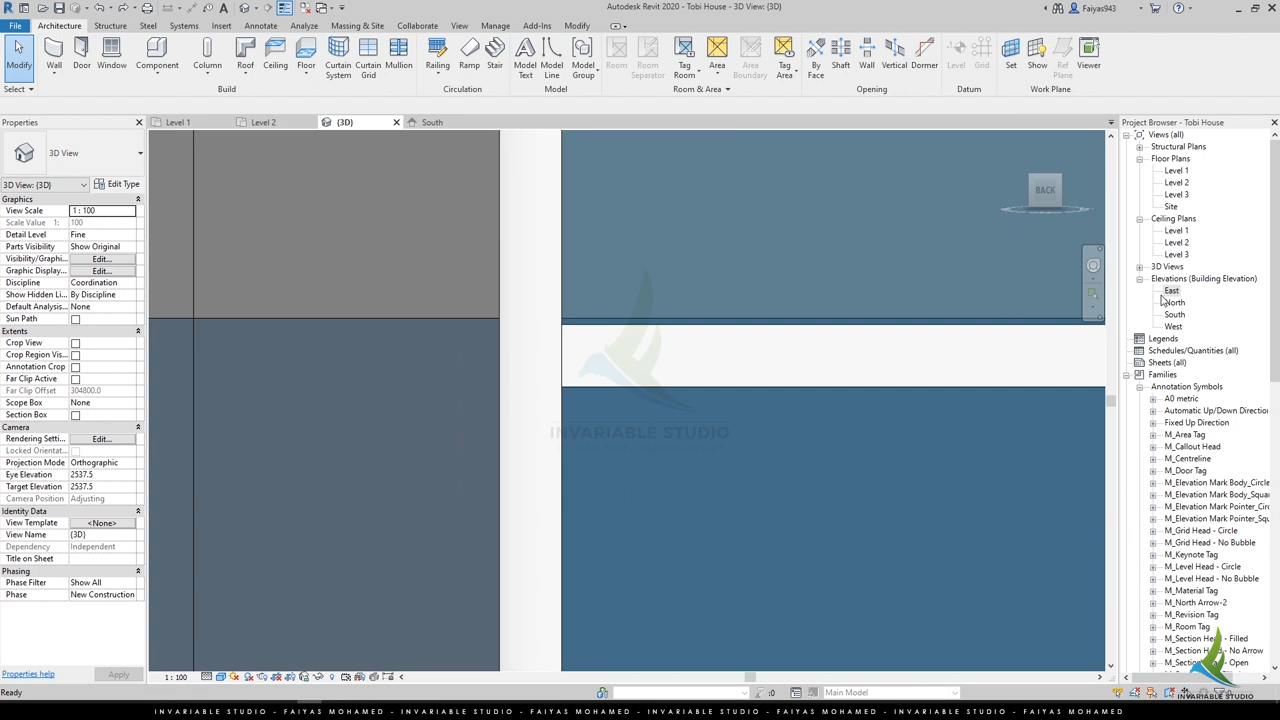 Autodesk Revit 2020 - Tobi House - 3D View: {3D}
Faiyas943
File Architecture Structure Steel Systems Insert Annotate Analyze Massing & Site Collaborate View Manage Add-Ins Modify
Modify Wall Door Window Component Column Roof Ceiling Floor Curtain System Curtain Grid Mullion Railing Ramp Stair Model Text Model Line Model Group Room Room Separator Tag Room Area Area Boundary Tag Area By Face Shaft Wall Vertical Dormer Level Grid Set Show Ref Plane Viewer
Select Build Circulation Model Room & Area Opening Datum Work Plane
Properties
Level 1 Level 2 {3D} South
Project Browser - Tobi House
3D View
3D View: {3D} Edit Type
Graphics
View Scale 1 : 100
Scale Value 1: 100
Detail Level Fine
Parts Visibility Show Original
Visibility/Graphi... Edit...
Graphic Display... Edit...
Discipline Coordination
Show Hidden Li... By Discipline
Default Analysis... None
Sun Path
Extents
Crop View
Crop Region Vis...
Annotation Crop
Far Clip Active
Far Clip Offset 304800.0
Scope Box None
Section Box
Camera
Rendering Setti... Edit...
Locked Orientat...
Projection Mode Orthographic
Eye Elevation 2537.5
Target Elevation 2537.5
Camera Position Adjusting
Identity Data
View Template <None>
View Name {3D}
Dependency Independent
Title on Sheet
Phasing
Phase Filter Show All
Phase New Construction
Properties help Apply
BACK
INVARIABLE STUDIO
Views (all)
Structural Plans
Floor Plans
Level 1
Level 2
Level 3
Site
Ceiling Plans
Level 1
Level 2
Level 3
3D Views
Elevations (Building Elevation)
East
North
South
West
Legends
Schedules/Quantities (all)
Sheets (all)
Families
Annotation Symbols
A0 metric
Automatic Up/Down Directio
Fixed Up Direction
M_Area Tag
M_Callout Head
M_Centreline
M_Door Tag
M_Elevation Mark Body_Circle
M_Elevation Mark Body_Squa
M_Elevation Mark Pointer_Circ
M_Elevation Mark Pointer_Squ
M_Grid Head - Circle
M_Grid Head - No Bubble
M_Keynote Tag
M_Level Head - Circle
M_Level Head - No Bubble
M_Material Tag
M_North Arrow-2
M_Revision Tag
M_Room Tag
M_Section Head - Filled
M_Section Head - No Arrow
M_Section Head - Open
1 : 100
Ready
:0
Main Model
INVARIABLE STUDIO
INVARIABLE STUDIO - FAIYAS MOHAMED - INVARIABLE STUDIO - FAIYAS MOHAMED - INVARIABLE STUDIO - FAIYAS MOHAMED - INVARIABLE STUDIO - FAIYAS MOHAMED